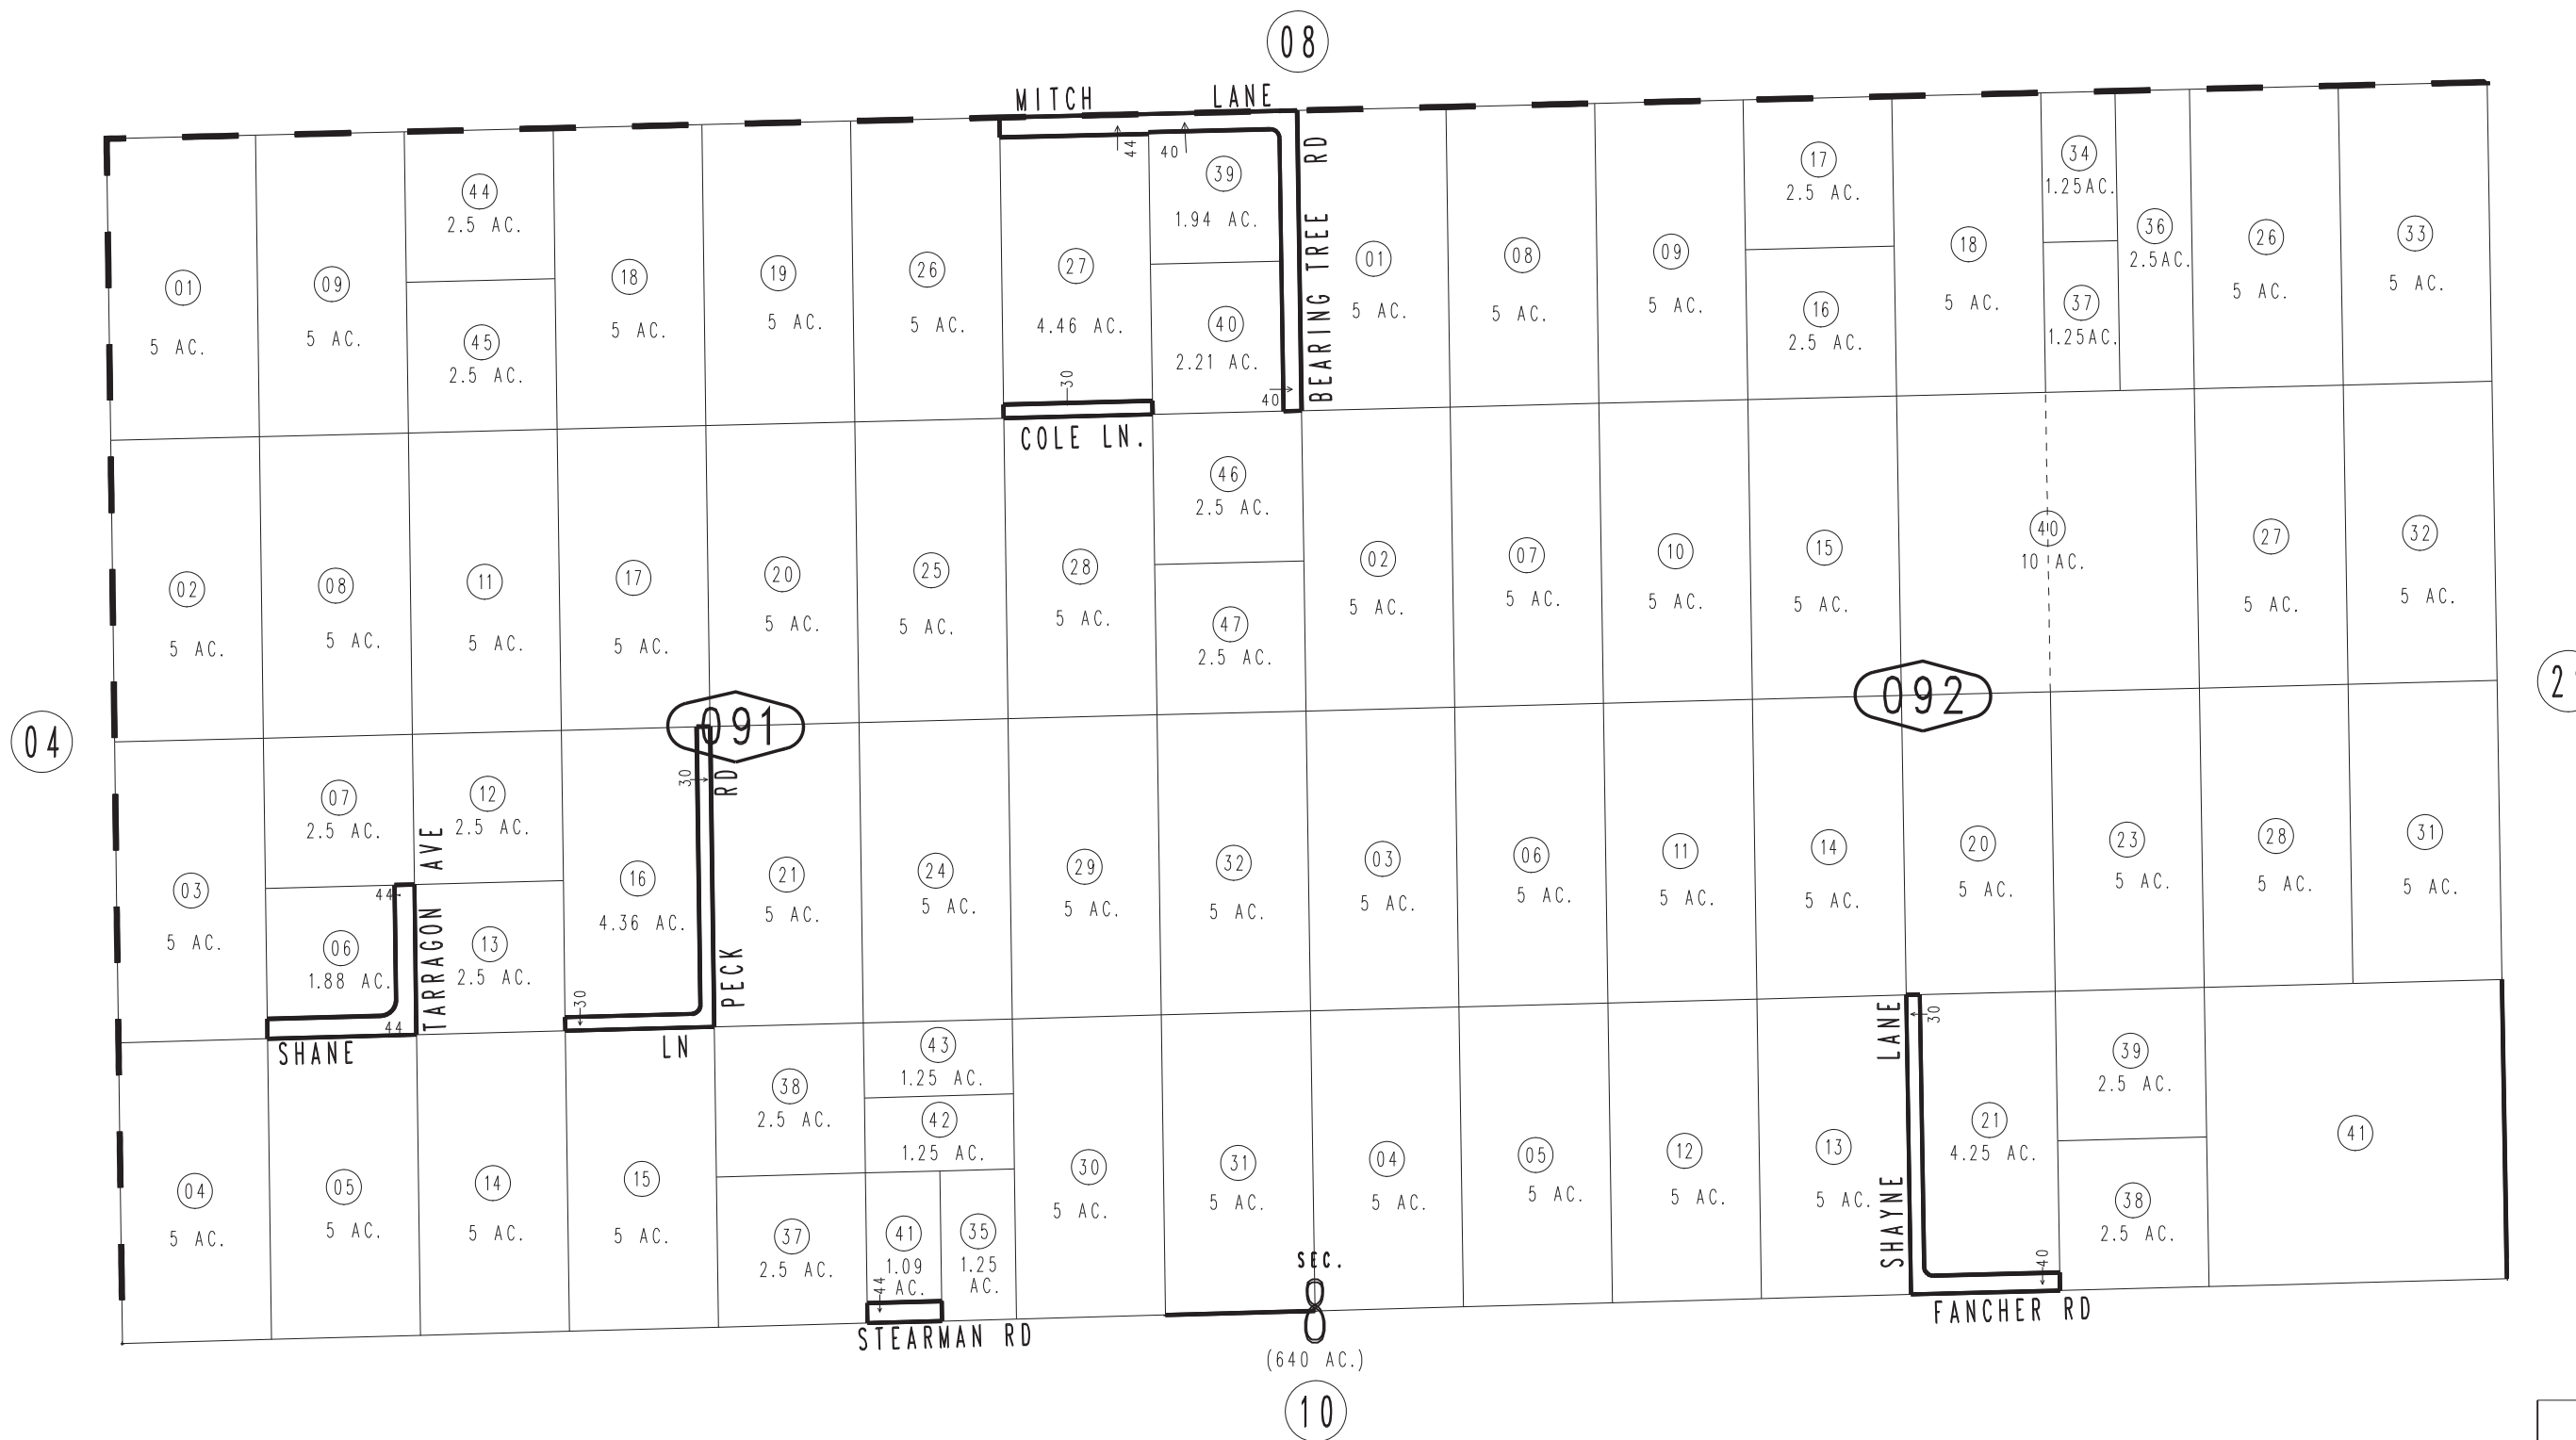 08
MITCH LANE
44
40
BEARING TREE RD
01
5 AC.
09
5 AC.
44
2.5 AC.
45
2.5 AC.
18
5 AC.
19
5 AC.
26
5 AC.
27
4.46 AC.
30
39
1.94 AC.
40
2.21 AC.
40
01
5 AC.
08
5 AC.
09
5 AC.
17
2.5 AC.
16
2.5 AC.
18
5 AC.
34
1.25AC.
37
1.25AC.
36
2.5AC.
26
5 AC.
33
5 AC.
COLE LN.
02
5 AC.
08
5 AC.
11
5 AC.
17
5 AC.
20
5 AC.
25
5 AC.
28
5 AC.
46
2.5 AC.
47
2.5 AC.
02
5 AC.
07
5 AC.
10
5 AC.
15
5 AC.
40
10 AC.
27
5 AC.
32
5 AC.
04
091
092
03
5 AC.
07
2.5 AC.
06
1.88 AC.
44
44
SHANE
TARRAGON AVE
12
2.5 AC.
13
2.5 AC.
16
4.36 AC.
30
30
PECK RD
LN
21
5 AC.
24
5 AC.
29
5 AC.
32
5 AC.
03
5 AC.
06
5 AC.
11
5 AC.
14
5 AC.
20
5 AC.
23
5 AC.
28
5 AC.
31
5 AC.
04
5 AC.
05
5 AC.
14
5 AC.
15
5 AC.
38
2.5 AC.
37
2.5 AC.
43
1.25 AC.
42
1.25 AC.
41
1.09
AC.
44
35
1.25
AC.
30
5 AC.
31
5 AC.
04
5 AC.
05
5 AC.
12
5 AC.
13
5 AC.
SHAYNE LANE
30
21
4.25 AC.
40
39
2.5 AC.
38
2.5 AC.
41
STEARMAN RD
SEC.
8
(640 AC.)
FANCHER RD
10